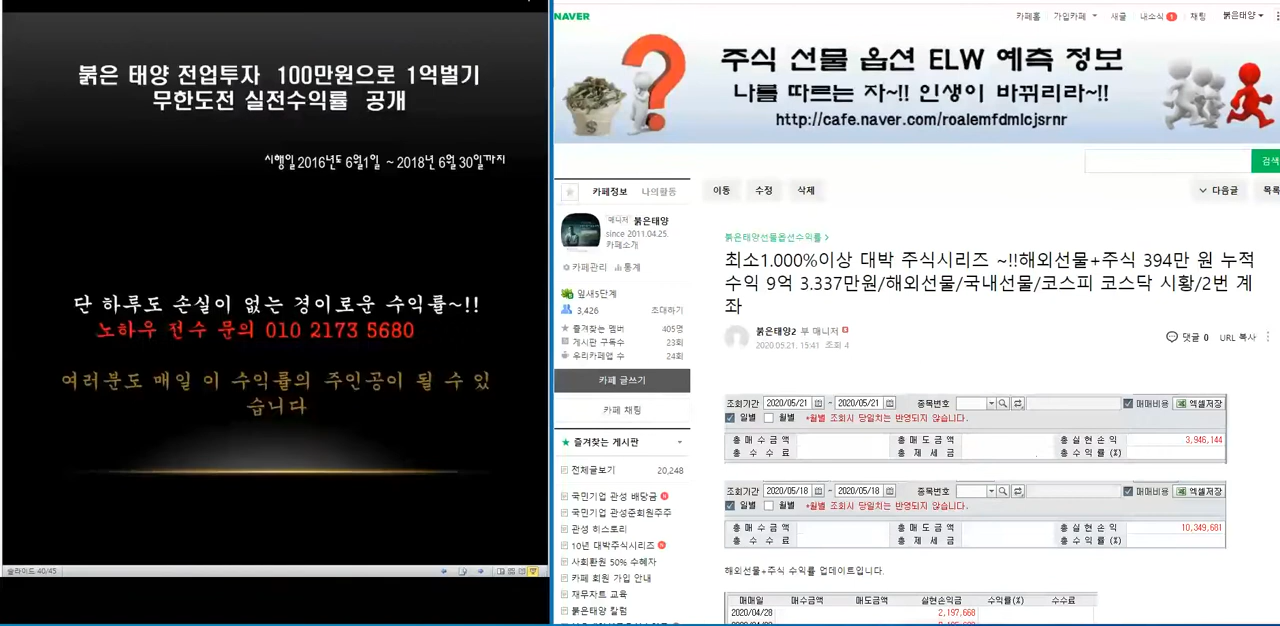 붉은 태양 전업투자 100만원으로 1억벌기
무한도전 실전수익률 공개
시행일 2016년도 6월1일 ~ 2018년 6월 30일까지
단 하루도 손실이 없는 경이로운 수익률~!!
노하우 전수 문의 010 2173 5680
여러분도 매일 이 수익률의 주인공이 될 수 있
습니다
슬라이드 40/45
NAVER
카페홈 가입카페 새글 내소식 1 채팅 붉은태양
주식 선물 옵션 ELW 예측 정보
나를 따르는 자~!! 인생이 바뀌리라~!!
http://cafe.naver.com/roalemfdmlcjsrnr
검색
카페정보 나의활동
매니저 붉은태양
since 2011.04.25.
카페소개
카페관리 통계
잎새5단계
3,426 초대하기
즐겨찾는 멤버 405명
게시판 구독수 23회
우리카페앱 수 24회
카페 글쓰기
카페 채팅
즐겨찾는 게시판
전체글보기 20,248
국민기업 관성 배당금
국민기업 관성준회원주주
관성 히스토리
10년 대박주식시리즈
사회환원 50% 수혜자
카페 회원 가입 안내
재무차트 교육
붉은태양 칼럼
이동 수정 삭제
다음글 목록
붉은태양선물옵션수익률 >
최소1.000%이상 대박 주식시리즈 ~!!해외선물+주식 394만 원 누적
수익 9억 3.337만원/해외선물/국내선물/코스피 코스닥 시황/2번 계
좌
붉은태양2 부 매니저
2020.05.21. 15:41 조회 4
댓글 0 URL 복사
조회기간 2020/05/21 - 2020/05/21 종목번호 매매비용 엑셀저장
일별 월별 *월별 조회시 당일치는 반영되지 않습니다.
총 매 수 금 액 총 매 도 금 액 총 실 현 손 익 3,946,144
총 수 수 료 총 제 세 금 총 수 익 률 (%)
조회기간 2020/05/18 - 2020/05/18 종목번호 매매비용 엑셀저장
일별 월별 *월별 조회시 당일치는 반영되지 않습니다.
총 매 수 금 액 총 매 도 금 액 총 실 현 손 익 10,349,681
총 수 수 료 총 제 세 금 총 수 익 률 (%)
해외선물+주식 수익률 업데이트입니다.
매매일 매수금액 매도금액 실현손익금 수익률(%) 수수료
2020/04/28 2,197,668